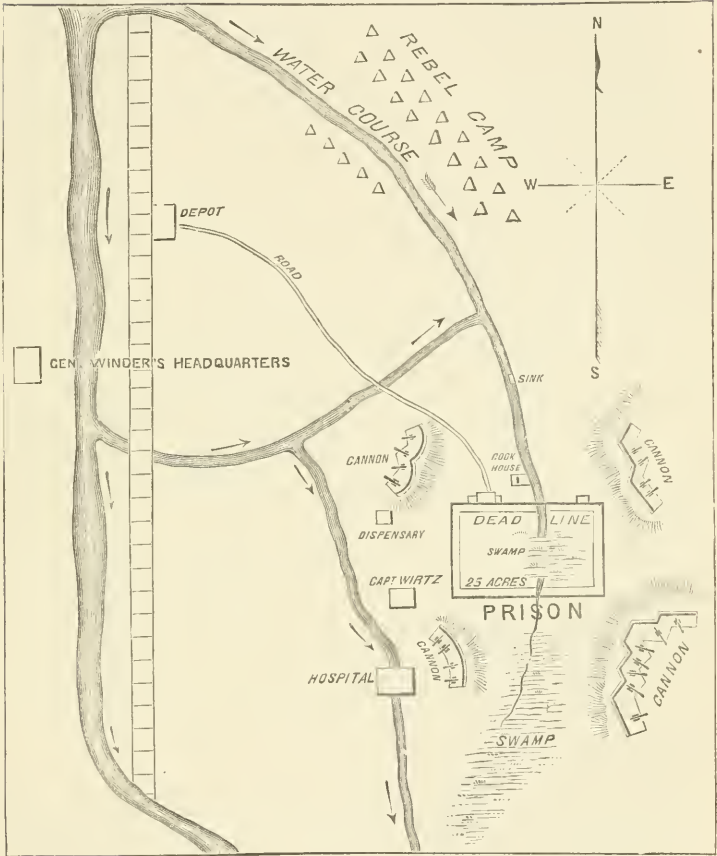 N
REBEL CAMP
WATER COURSE
W
E
DEPOT
ROAD
GEN. WINDER'S HEADQUARTERS
S
SINK
CANNON
CANNON
COOK
HOUSE
DEAD LINE
DISPENSARY
SWAMP
CAPT WIRTZ
25 ACRES
PRISON
CANNON
CANNON
HOSPITAL
SWAMP